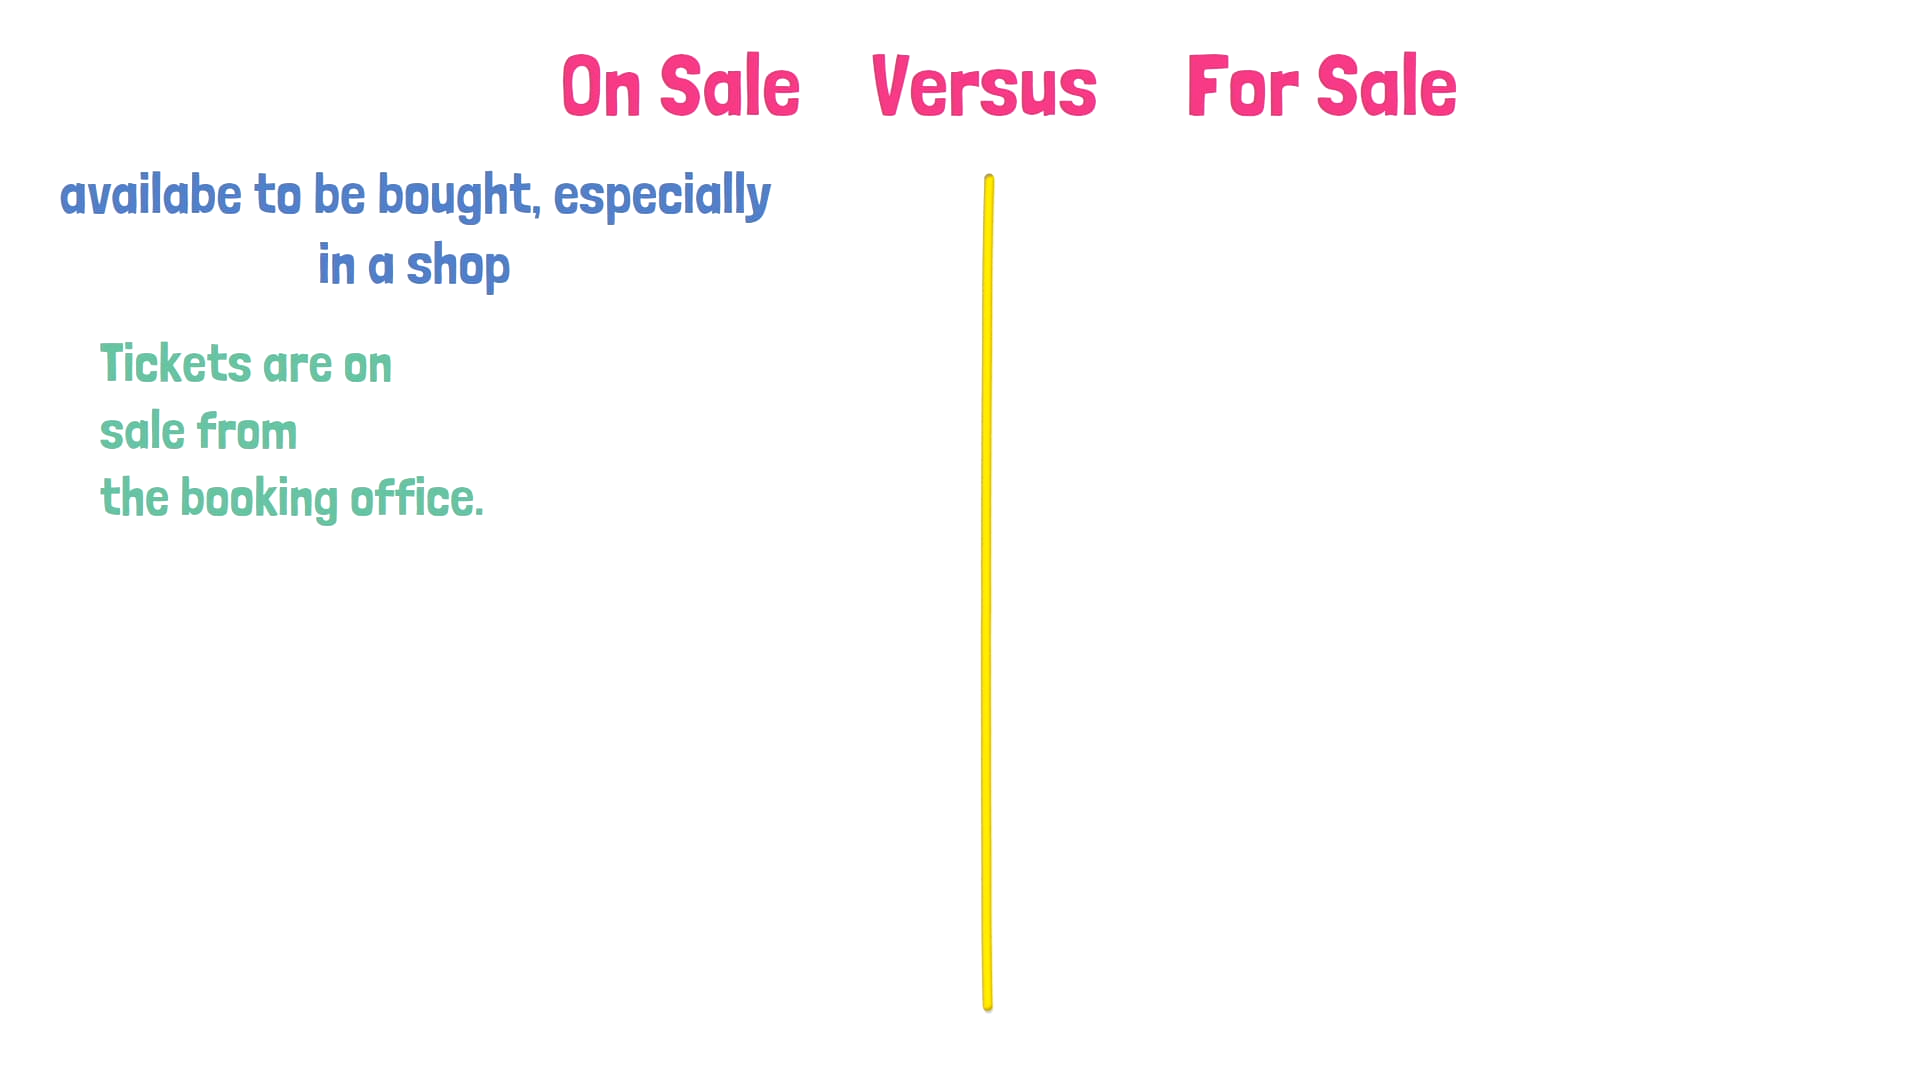 On Sale Versus For Sale
availabe to be bought, especially
in a shop
Tickets are on
sale from
the booking office.